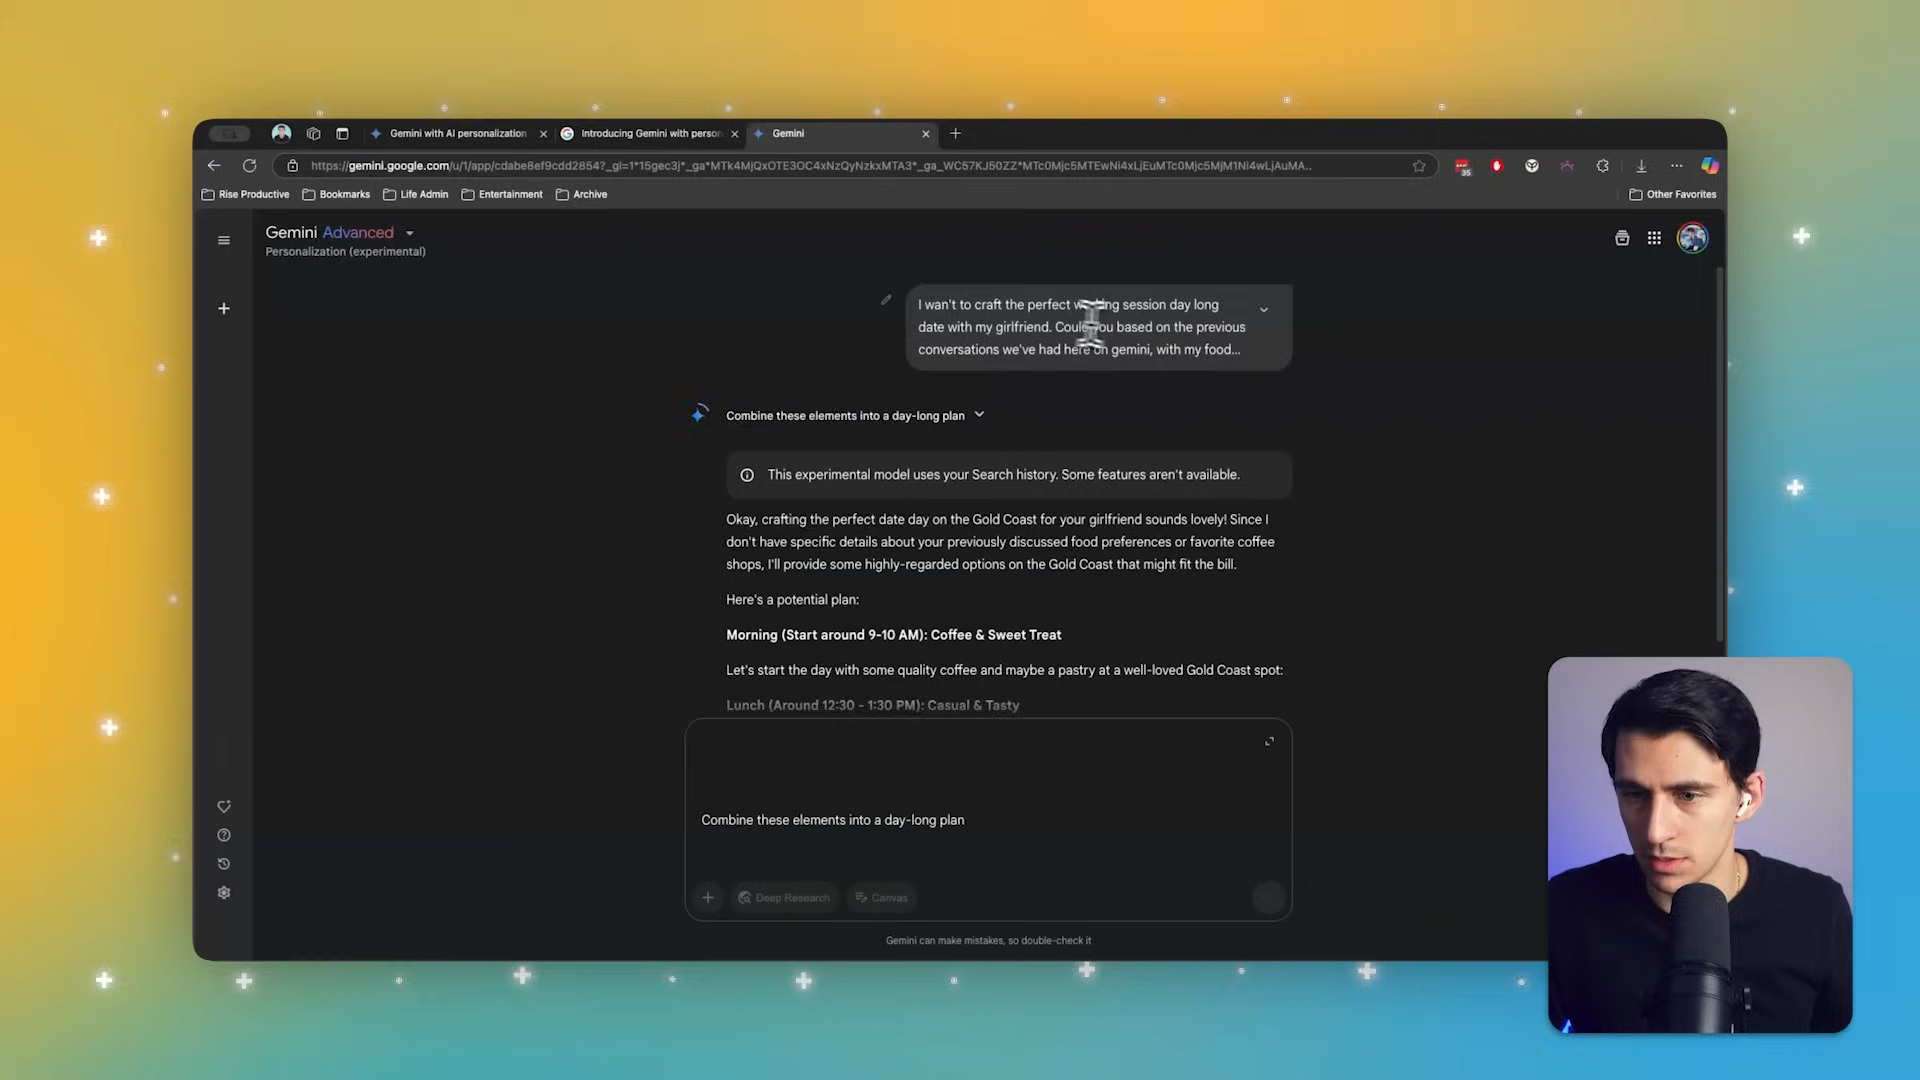 Gemini with AI personalization
Introducing Gemini with person
Gemini
https://gemini.google.com/u/1/app/cdabe8ef9cdd2854?_gl=1*15gec3j*_ga*MTk4MjQxOTE3OC4xNzQyNzkxMTA3*_ga_WC57KJ50ZZ*MTc0Mjc5MTEwNi4xLjEuMTc0Mjc5MjM1Ni4wLjAuMA..
35
Rise Productive
Bookmarks
Life Admin
Entertainment
Archive
Other Favorites
Gemini Advanced
Personalization (experimental)
I wan't to craft the perfect session day long
date with my girlfriend. Could you based on the previous
conversations we've had here on gemini, with my food...
Combine these elements into a day-long plan
This experimental model uses your Search history. Some features aren't available.
Okay, crafting the perfect date day on the Gold Coast for your girlfriend sounds lovely! Since I
don't have specific details about your previously discussed food preferences or favorite coffee
shops, I'll provide some highly-regarded options on the Gold Coast that might fit the bill.
Here's a potential plan:
Morning (Start around 9-10 AM): Coffee & Sweet Treat
Let's start the day with some quality coffee and maybe a pastry at a well-loved Gold Coast spot:
Lunch (Around 12:30 - 1:30 PM): Casual & Tasty
Combine these elements into a day-long plan
Deep Research
Canvas
Gemini can make mistakes, so double-check it